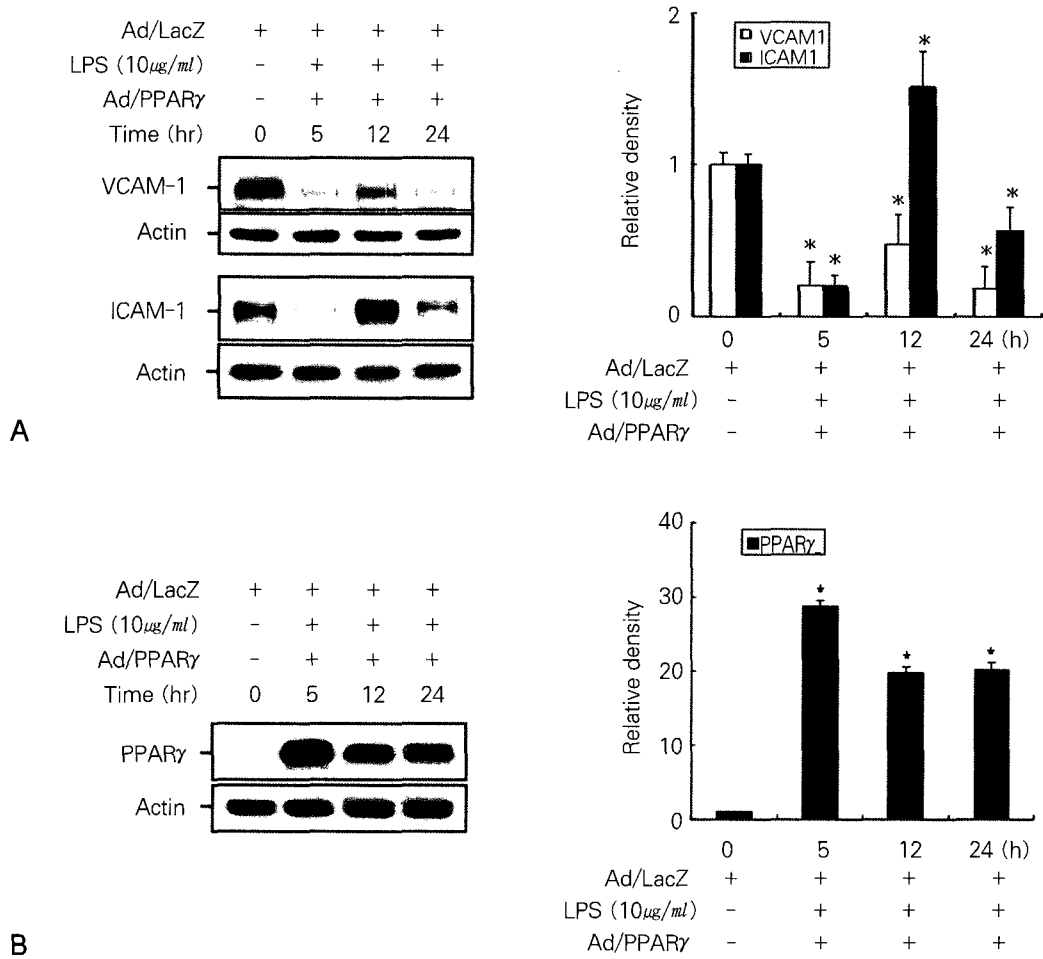 Ad/LacZ + + + +
LPS (10μg/ml) - + + +
Ad/PPARγ - + + +
Time (hr) 0 5 12 24
VCAM-1
Actin
ICAM-1
Actin
A
2
1
0
Relative density
VCAM1
ICAM1
* * * * * *
0 5 12 24 (h)
Ad/LacZ + + + +
LPS (10μg/ml) - + + +
Ad/PPARγ - + + +
Ad/LacZ + + + +
LPS (10μg/ml) - + + +
Ad/PPARγ - + + +
Time (hr) 0 5 12 24
PPARγ
Actin
B
40
30
20
10
0
Relative density
PPARγ
* * *
0 5 12 24 (h)
Ad/LacZ + + + +
LPS (10μg/ml) - + + +
Ad/PPARγ - + + +